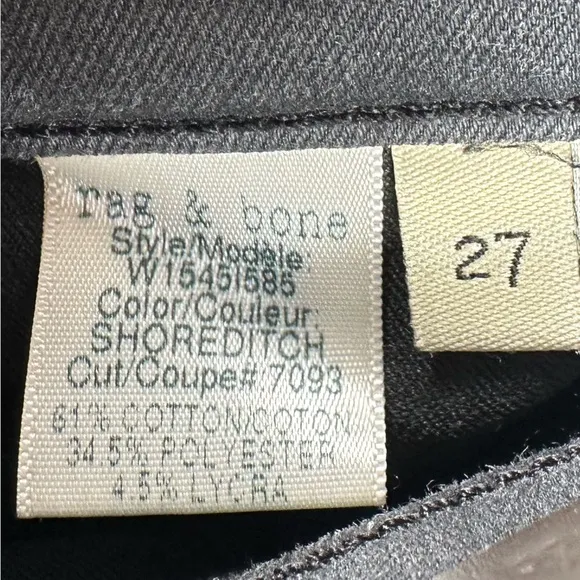 rag & bone
Style/Modèle:
W1545I585
Color/Couleur:
SHOREDITCH
Cut/Coupe# 7093
61% COTTON/COTON
34.5% POLYESTER
4.5% LYCRA
27